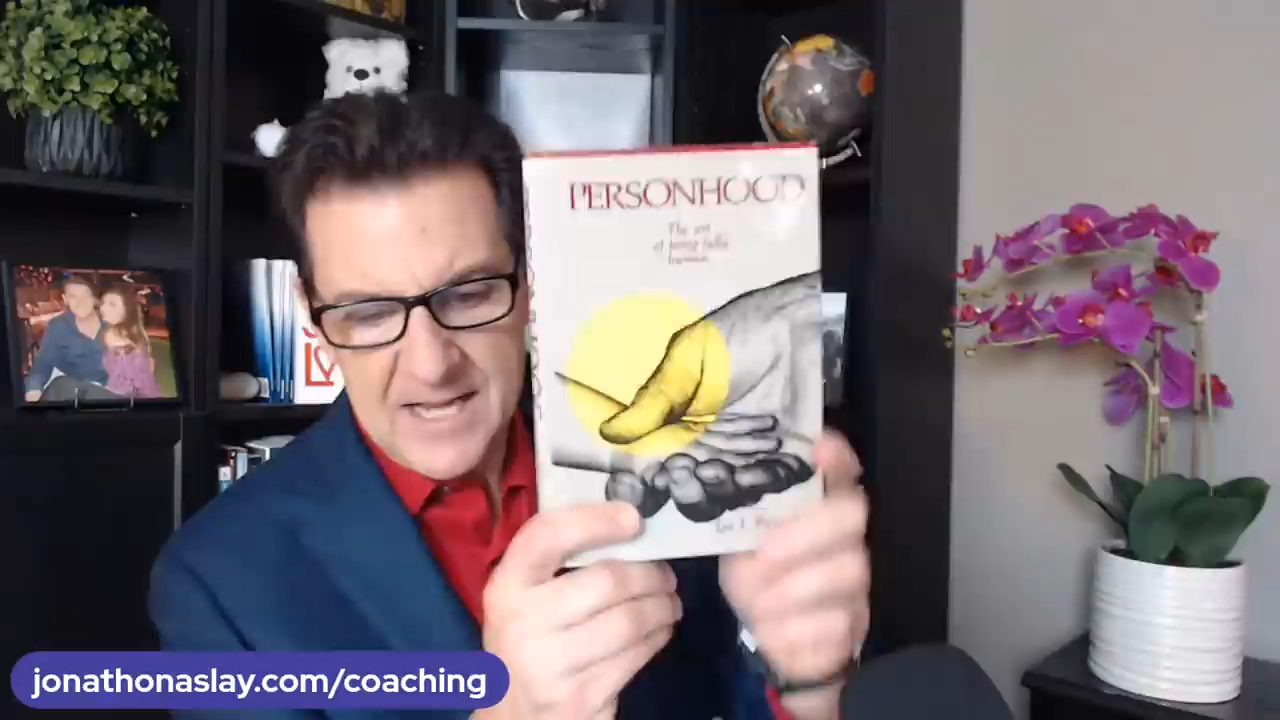 PERSONHOOD
The art
of being fully
human
jonathonaslay.com/coaching